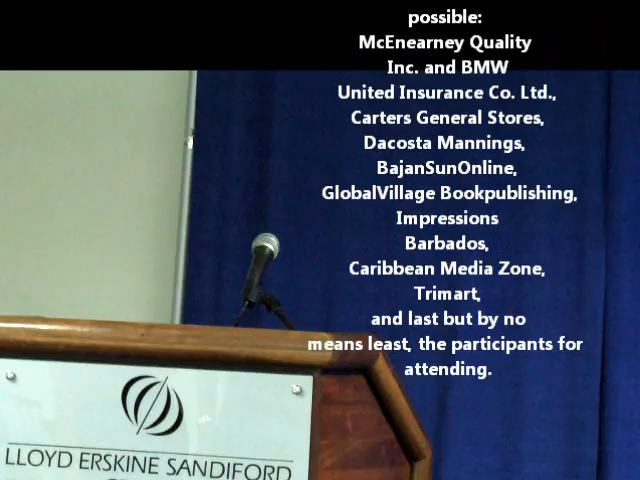 possible:
McEnearney Quality
Inc. and BMW
United Insurance Co. Ltd.,
Carters General Stores,
Dacosta Mannings,
BajanSunOnline,
GlobalVillage Bookpublishing,
Impressions
Barbados,
Caribbean Media Zone,
Trimart,
and last but by no
means least, the participants for
attending.
LLOYD ERSKINE SANDIFORD